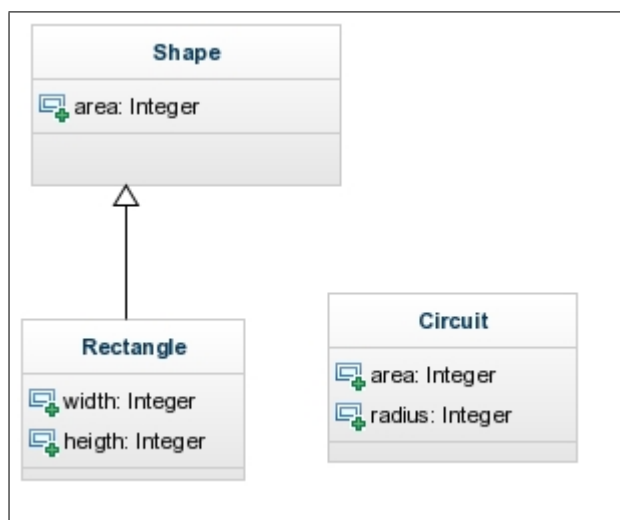 Shape
area: Integer
Rectangle
width: Integer
heigth: Integer
Circuit
area: Integer
radius: Integer